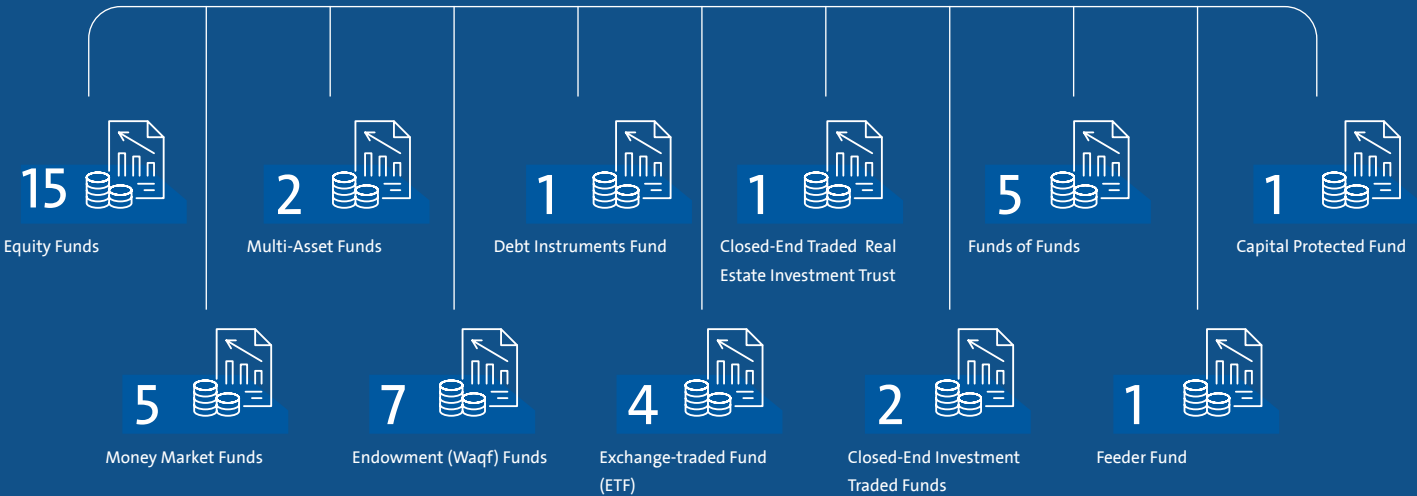 15
Equity Funds
2
Multi-Asset Funds
1
Debt Instruments Fund
1
Closed-End Traded Real
Estate Investment Trust
5
Funds of Funds
1
Capital Protected Fund
5
Money Market Funds
7
Endowment (Waqf) Funds
4
Exchange-traded Fund
(ETF)
2
Closed-End Investment
Traded Funds
1
Feeder Fund